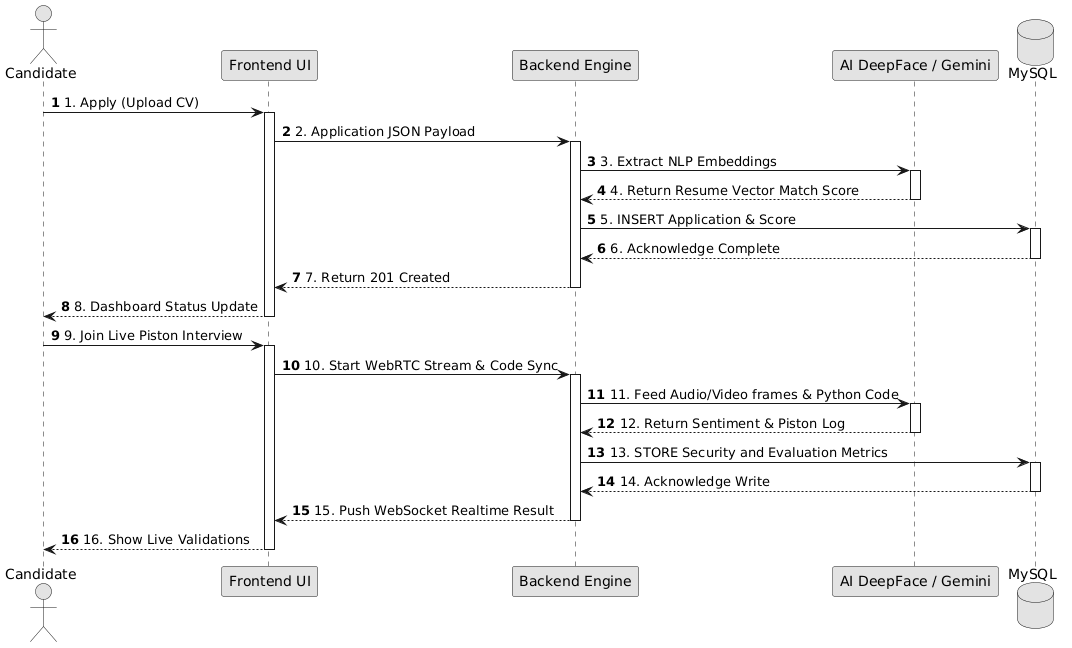 Candidate
Frontend UI
Backend Engine
AI DeepFace / Gemini
MySQL
1 1. Apply (Upload CV)
2 2. Application JSON Payload
3 3. Extract NLP Embeddings
4 4. Return Resume Vector Match Score
5 5. INSERT Application & Score
6 6. Acknowledge Complete
7 7. Return 201 Created
8 8. Dashboard Status Update
9 9. Join Live Piston Interview
10 10. Start WebRTC Stream & Code Sync
11 11. Feed Audio/Video frames & Python Code
12 12. Return Sentiment & Piston Log
13 13. STORE Security and Evaluation Metrics
14 14. Acknowledge Write
15 15. Push WebSocket Realtime Result
16 16. Show Live Validations
Candidate
Frontend UI
Backend Engine
AI DeepFace / Gemini
MySQL